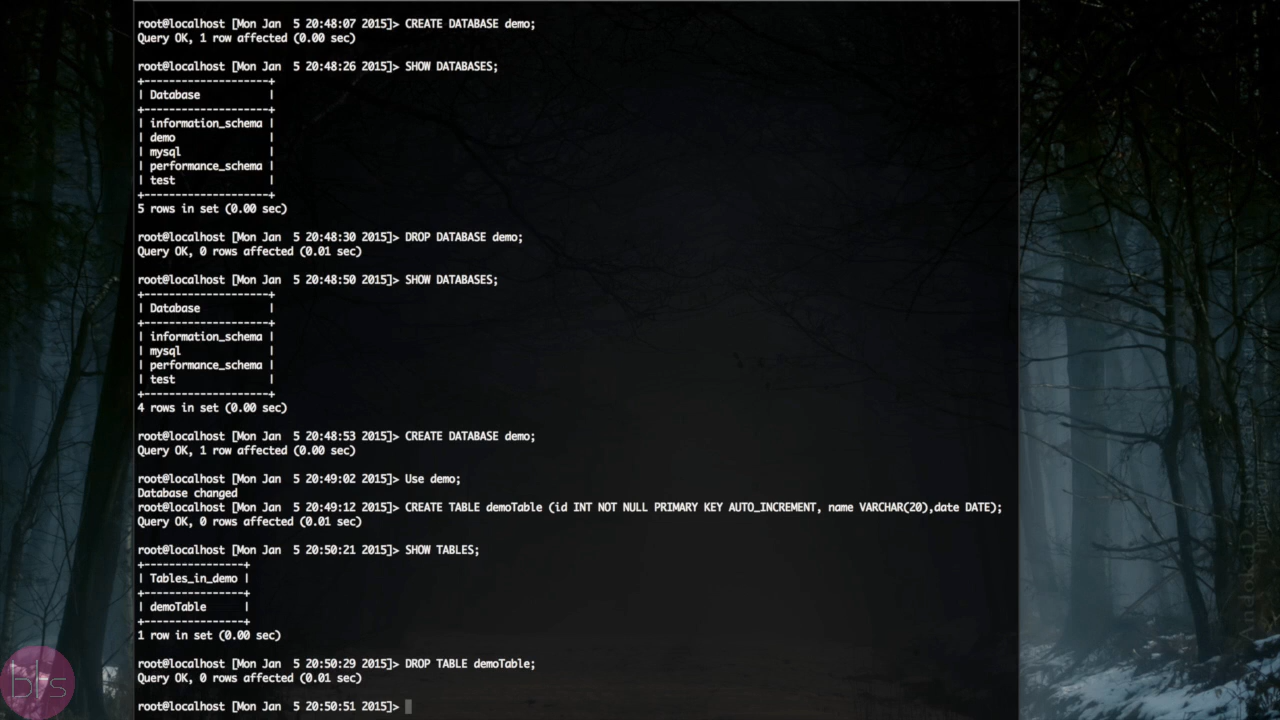 root@localhost [Mon Jan  5 20:48:07 2015]> CREATE DATABASE demo;
Query OK, 1 row affected (0.00 sec)
root@localhost [Mon Jan  5 20:48:26 2015]> SHOW DATABASES;
+--------------------+
| Database           |
+--------------------+
| information_schema |
| demo               |
| mysql              |
| performance_schema |
| test               |
+--------------------+
5 rows in set (0.00 sec)
root@localhost [Mon Jan  5 20:48:30 2015]> DROP DATABASE demo;
Query OK, 0 rows affected (0.01 sec)
root@localhost [Mon Jan  5 20:48:50 2015]> SHOW DATABASES;
+--------------------+
| Database           |
+--------------------+
| information_schema |
| mysql              |
| performance_schema |
| test               |
+--------------------+
4 rows in set (0.00 sec)
root@localhost [Mon Jan  5 20:48:53 2015]> CREATE DATABASE demo;
Query OK, 1 row affected (0.00 sec)
root@localhost [Mon Jan  5 20:49:02 2015]> Use demo;
Database changed
root@localhost [Mon Jan  5 20:49:12 2015]> CREATE TABLE demoTable (id INT NOT NULL PRIMARY KEY AUTO_INCREMENT, name VARCHAR(20),date DATE);
Query OK, 0 rows affected (0.01 sec)
root@localhost [Mon Jan  5 20:50:21 2015]> SHOW TABLES;
+----------------+
| Tables_in_demo |
+----------------+
| demoTable      |
+----------------+
1 row in set (0.00 sec)
root@localhost [Mon Jan  5 20:50:29 2015]> DROP TABLE demoTable;
Query OK, 0 rows affected (0.01 sec)
root@localhost [Mon Jan  5 20:50:51 2015]>